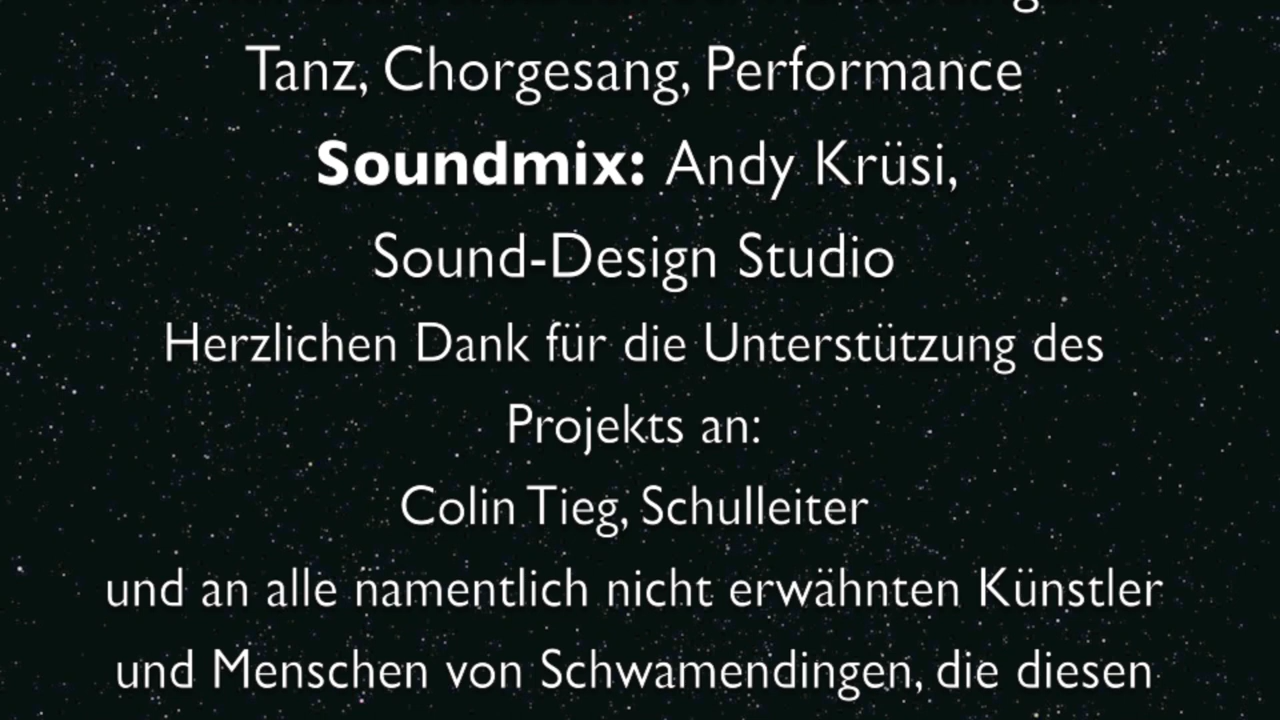 Tanz, Chorgesang, Performance
Soundmix: Andy Krüsi,
Sound-Design Studio
Herzlichen Dank für die Unterstützung des
Projekts an:
Colin Tieg, Schulleiter
und an alle namentlich nicht erwähnten Künstler
und Menschen von Schwamendingen, die diesen